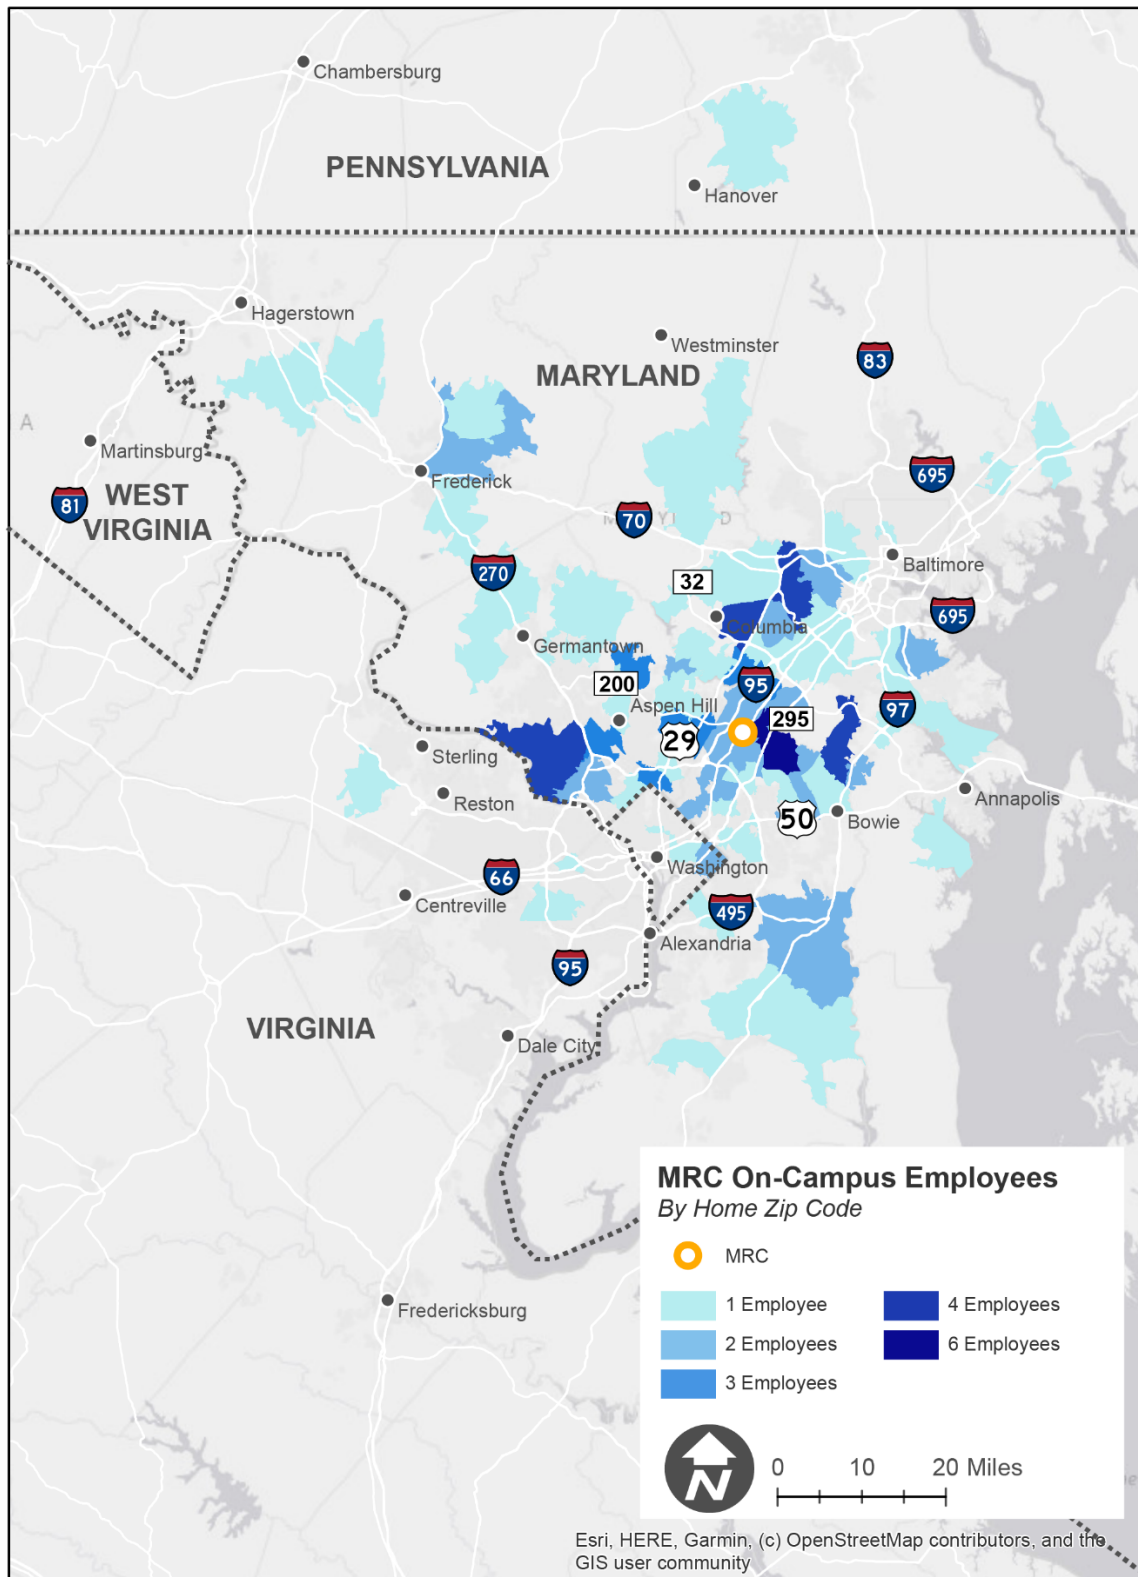 Chambersburg
PENNSYLVANIA
Hanover
Hagerstown
Westminster
MARYLAND
83
A
Martinsburg
Frederick
695
81
WEST
VIRGINIA
70
M
Y
D
Baltimore
270
32
695
Columbia
Germantown
200
95
Aspen Hill
295
97
29
Sterling
Reston
Annapolis
50
Bowie
Washington
66
Centreville
495
Alexandria
95
VIRGINIA
Dale City
MRC On-Campus Employees
By Home Zip Code
MRC
1 Employee
4 Employees
2 Employees
6 Employees
3 Employees
Fredericksburg
N
0 10 20 Miles
Esri, HERE, Garmin, (c) OpenStreetMap contributors, and the
GIS user community